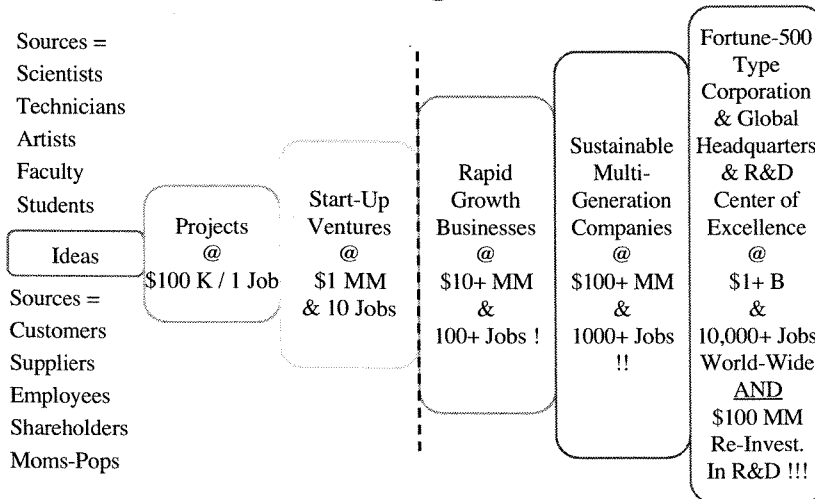 Sources =
Scientists
Technicians
Artists
Faculty
Students
Ideas
Sources =
Customers
Suppliers
Employees
Shareholders
Moms-Pops
Projects
@
$100 K / 1 Job
Start-Up
Ventures
@
$1 MM
& 10 Jobs
Rapid
Growth
Businesses
@
$10+ MM
&
100+ Jobs !
Sustainable
Multi-
Generation
Companies
@
$100+ MM
&
1000+ Jobs
!!
Fortune-500
Type
Corporation
& Global
Headquarters
& R&D
Center of
Excellence
@
$1+ B
&
10,000+ Jobs
World-Wide
AND
$100 MM
Re-Invest.
In R&D !!!